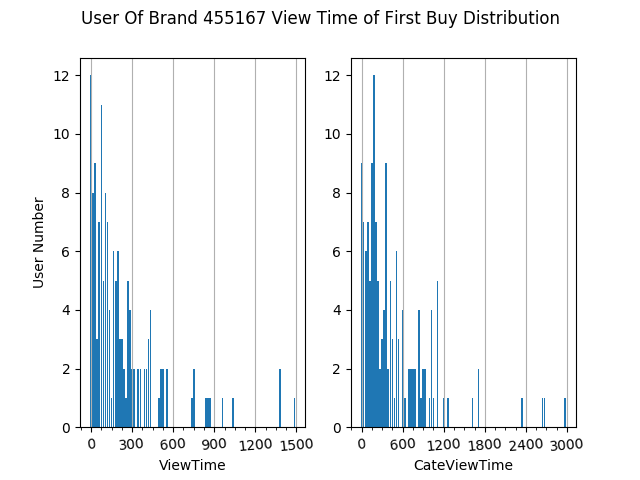 User Of Brand 455167 View Time of First Buy Distribution
User Number
12
10
8
6
4
2
0
0 300 600 900 1200 1500
ViewTime
12
10
8
6
4
2
0
0 600 1200 1800 2400 3000
CateViewTime